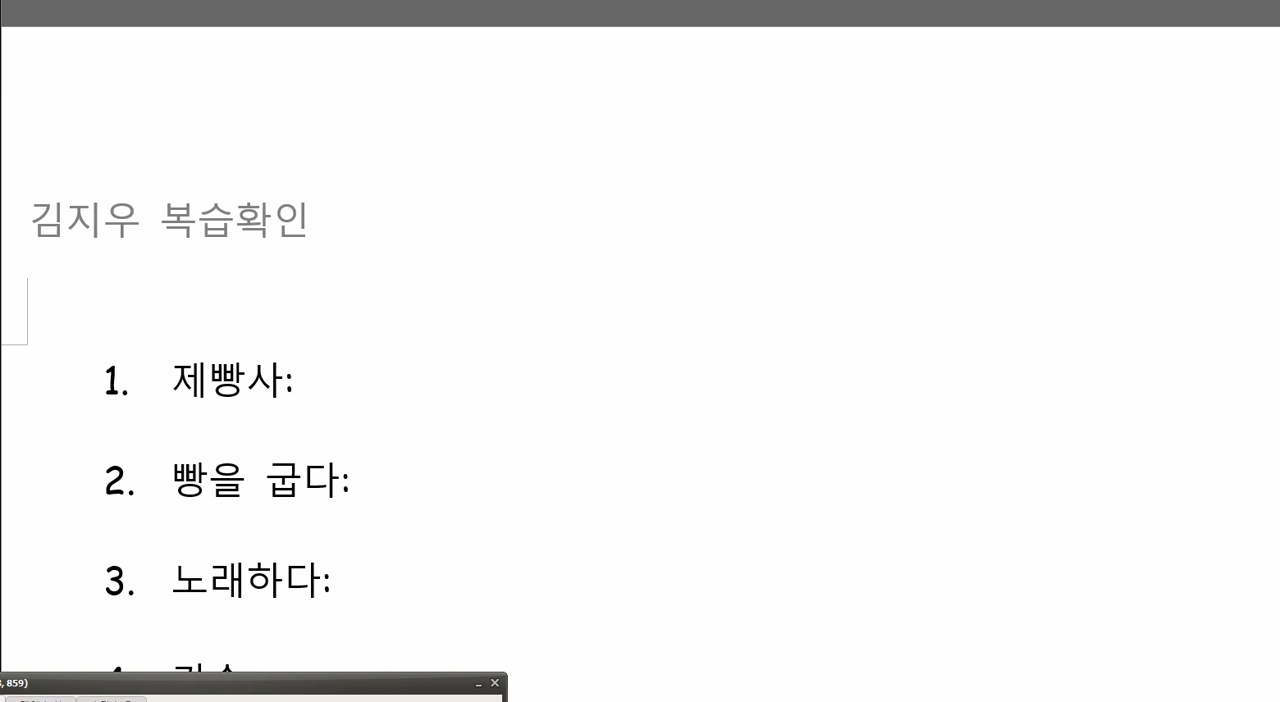 김지우 복습확인
1. 제빵사:
2. 빵을 굽다:
3. 노래하다:
859)